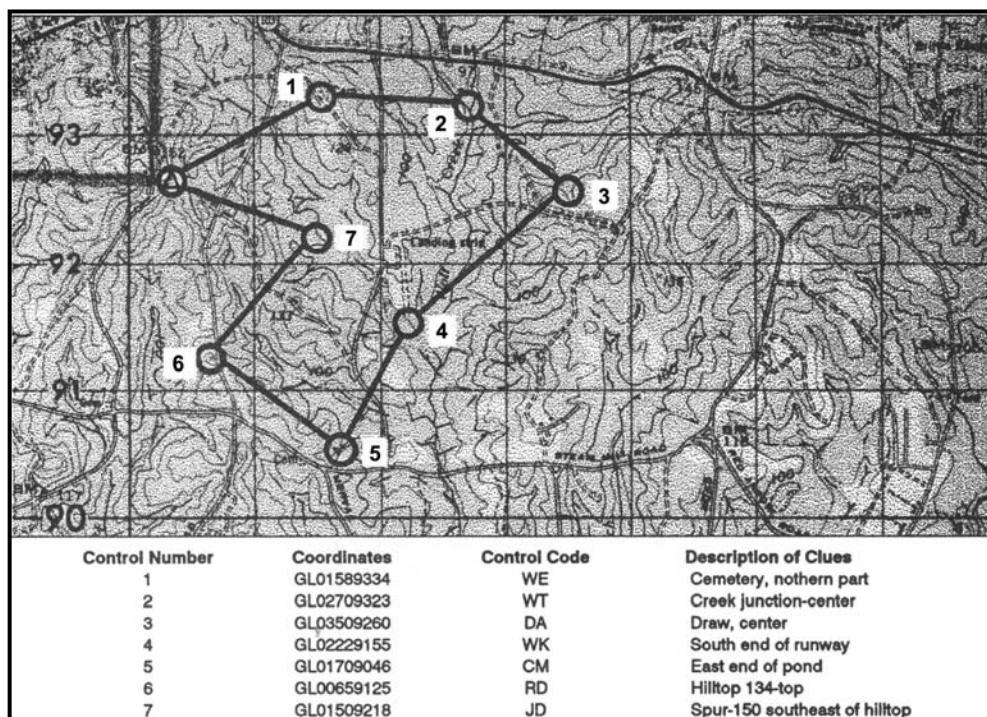 1
2
93
3
Landing strip
7
92
4
6
91
5
STEAM MILL ROAD
90
Control Number Coordinates Control Code Description of Clues
1 GL01589334 WE Cemetery, nothern part
2 GL02709323 WT Creek junction-center
3 GL03509260 DA Draw, center
4 GL02229155 WK South end of runway
5 GL01709046 CM East end of pond
6 GL00659125 RD Hilltop 134-top
7 GL01509218 JD Spur-150 southeast of hilltop